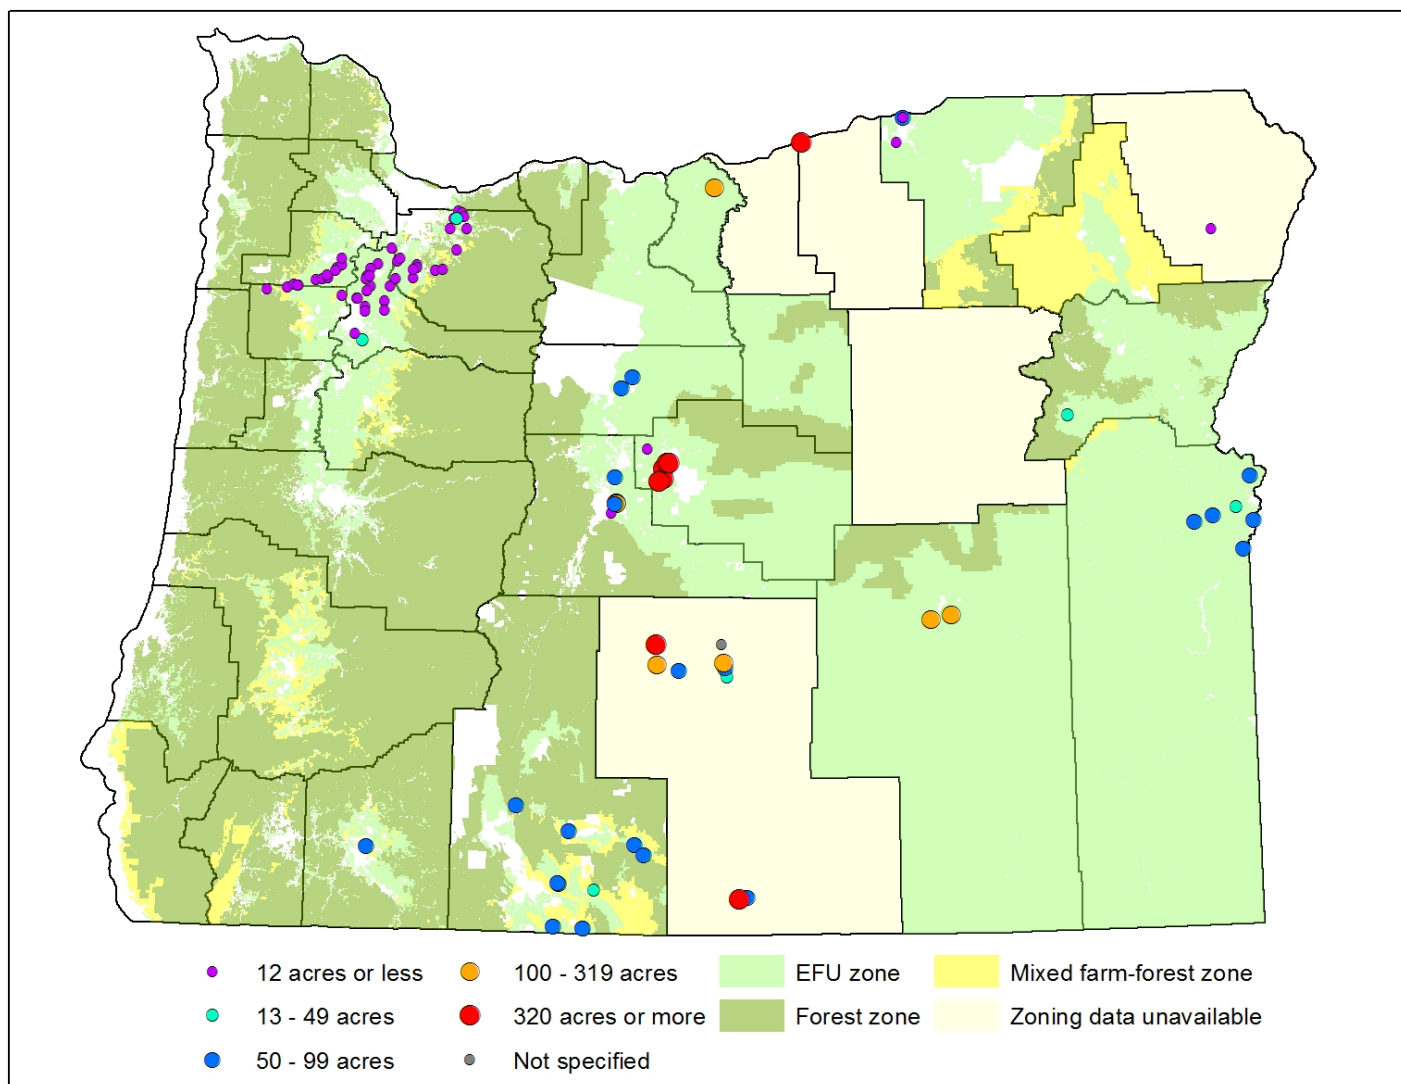 12 acres or less
100 - 319 acres
EFU zone
Mixed farm-forest zone
13 - 49 acres
320 acres or more
Forest zone
Zoning data unavailable
50 - 99 acres
Not specified